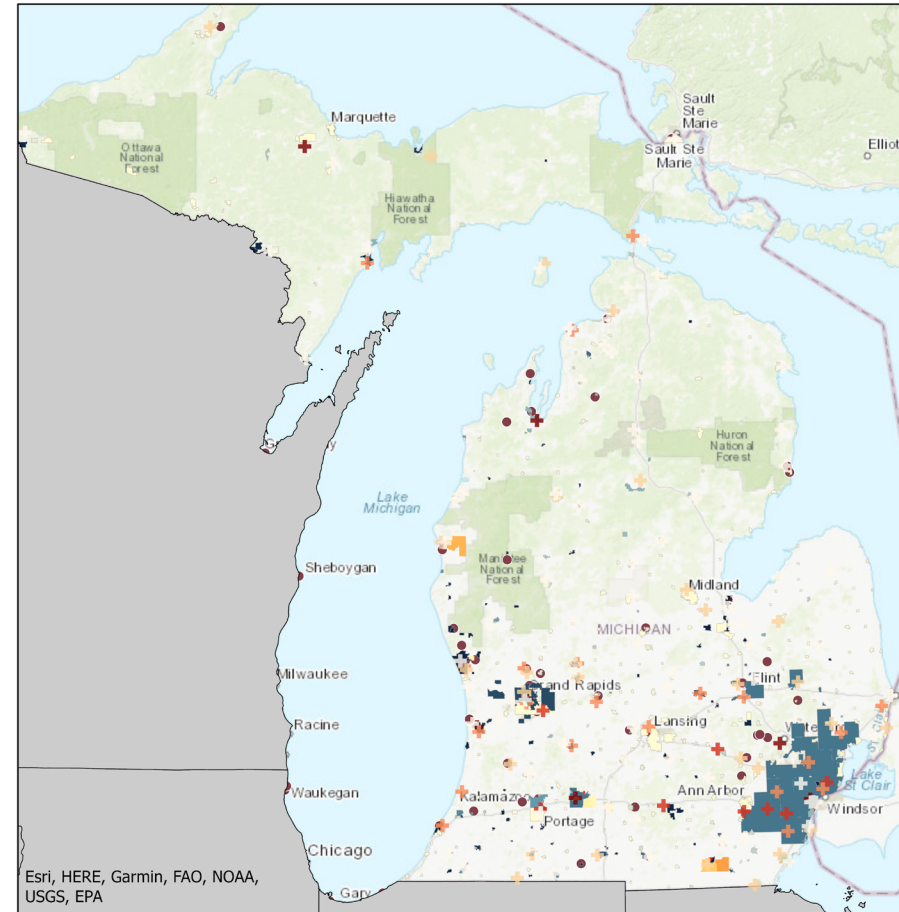 Marquette
Sault
Ste
Marie
Sault Ste
Marie
Elliot
Ottawa
National
Forest
Hiawatha
National
Forest
Huron
National
Forest
Lake
Michigan
Manistee
National
Forest
Sheboygan
Midland
MICHIGAN
Milwaukee
Flint
Grand Rapids
Racine
Lansing
St Clair
Lake
St Clair
Waukegan
Kalamazoo
Ann Arbor
Windsor
Portage
Chicago
Esri, HERE, Garmin, FAO, NOAA,
USGS, EPA
Gary